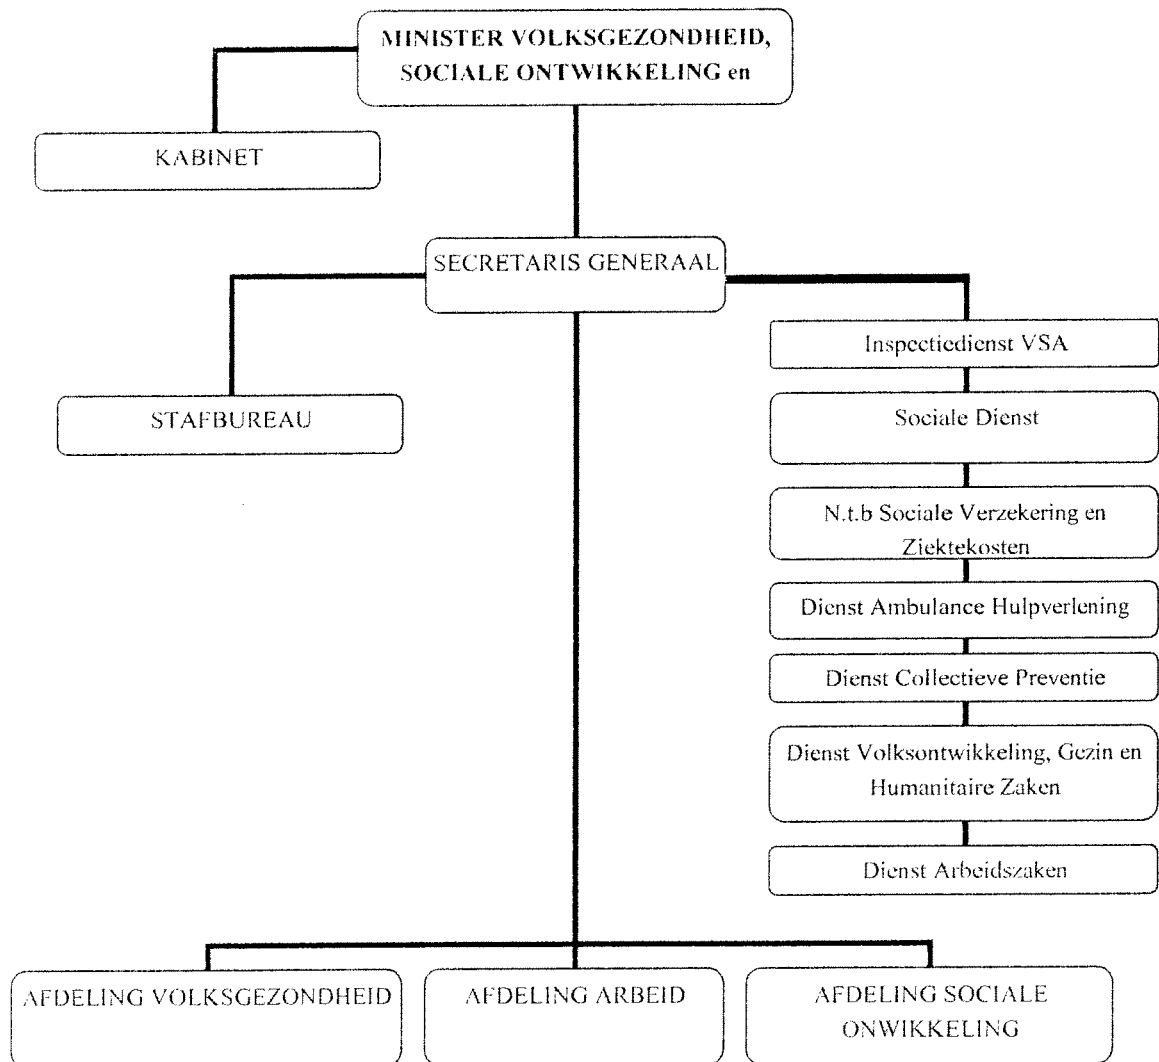 MINISTER VOLKSGEZONDHEID,
SOCIALE ONTWIKKELING en
KABINET
SECRETARIS GENERAAL
Inspectiedienst VSA
STAFBUREAU
Sociale Dienst
N.t.b Sociale Verzekering en
Ziektekosten
Dienst Ambulance Hulpverlening
Dienst Collectieve Preventie
Dienst Volksontwikkeling, Gezin en
Humanitaire Zaken
Dienst Arbeidszaken
AFDELING VOLKSGEZONDHEID
AFDELING ARBEID
AFDELING SOCIALE
ONWIKKELING